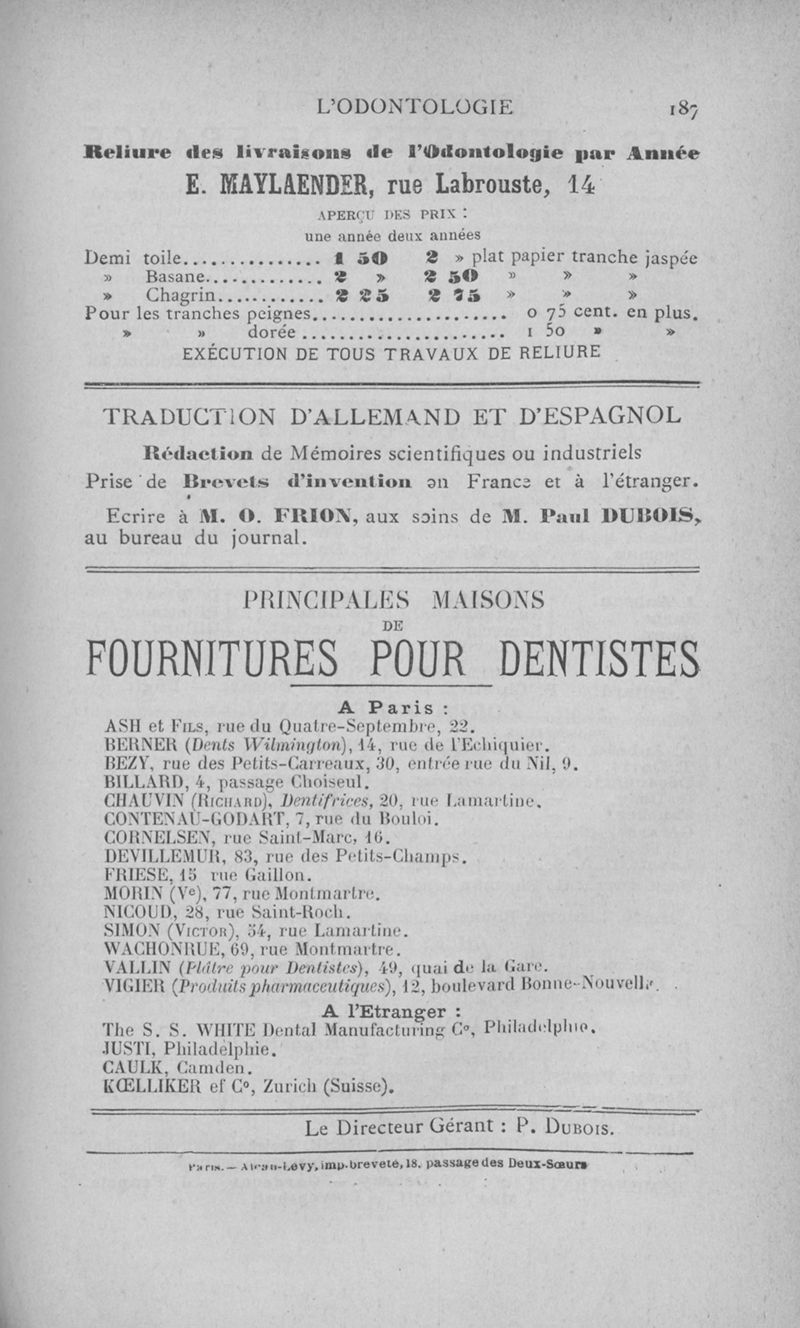 L'ODONTOLOGIE 187
Reliure des livraisons de l'Odontologie par Année
E. MAYLAENDER, rue Labrouste, 14
APERÇU DES PRIX :
une année deux années
Demi toile................ 1 50 2 » plat papier tranche jaspée
» Basane............. 2 » 2 50 » » »
» Chagrin............ 2 25 2 75 » » »
Pour les tranches peignes...................... 0 75 cent. en plus.
» » dorée....................... 1 50 » »
EXÉCUTION DE TOUS TRAVAUX DE RELIURE
TRADUCTION D'ALLEMAND ET D'ESPAGNOL
Rédaction de Mémoires scientifiques ou industriels
Prise de Brevets d'invention en France et à l'étranger.
Ecrire à M. O. FRION, aux soins de M. Paul DUBOIS,
au bureau du journal.
PRINCIPALES MAISONS
DE
FOURNITURES POUR DENTISTES
A Paris :
ASH et FILS, rue du Quatre-Septembre, 22.
BERNER (Dents Wilmington), 14, rue de l'Echiquier.
BEZY, rue des Petits-Carreaux, 30, entrée rue du Nil, 9.
BILLARD, 4, passage Choiseul.
CHAUVIN (RICHARD), Dentifrices, 20, rue Lamartine.
CONTENAU-GODART, 7, rue du Bouloi.
CORNELSEN, rue Saint-Marc, 16.
DEVILLEMUR, 83, rue des Petits-Champs.
FRIESE, 15 rue Gaillon.
MORIN (Ve), 77, rue Montmartre.
NICOUD, 28, rue Saint-Roch.
SIMON (VICTOR), 54, rue Lamartine.
WACHONRUE, 69, rue Montmartre.
VALLIN (Plâtre pour Dentistes), 49, quai de la Gare.
VIGIER (Produits pharmaceutiques), 12, boulevard Bonne-Nouvelle.
A l'Etranger :
The S. S. WHITE Dental Manufacturing Co, Philadelphie.
JUSTI, Philadelphie.
CAULK, Camden.
KŒLLIKER et Co, Zurich (Suisse).
Le Directeur Gérant : P. DUBOIS.
Paris. — Alcan-Lévy, imp. breveté, 18. passage des Deux-Sœurs